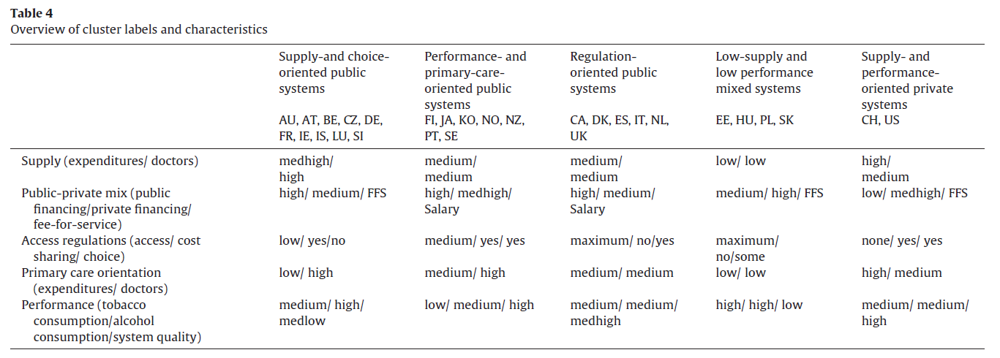 Table 4
Overview of cluster labels and characteristics
Supply-and choice-oriented public systems
Performance- and primary-care-oriented public systems
Regulation-oriented public systems
Low-supply and low performance mixed systems
Supply- and performance-oriented private systems
AU, AT, BE, CZ, DE, FR, IE, IS, LU, SI
FI, JA, KO, NO, NZ, PT, SE
CA, DK, ES, IT, NL, UK
EE, HU, PL, SK
CH, US
Supply (expenditures/ doctors) medhigh/ high medium/ medium medium/ medium low/ low high/ medium
Public-private mix (public financing/private financing/ fee-for-service) high/ medium/ FFS high/ medhigh/ Salary high/ medium/ Salary medium/ high/ FFS low/ medhigh/ FFS
Access regulations (access/ cost sharing/ choice) low/ yes/no medium/ yes/ yes maximum/ no/yes maximum/ no/some none/ yes/ yes
Primary care orientation (expenditures/ doctors) low/ high medium/ high medium/ medium low/ low high/ medium
Performance (tobacco consumption/alcohol consumption/system quality) medium/ high/ medlow low/ medium/ high medium/ medium/ medhigh high/ high/ low medium/ medium/ high